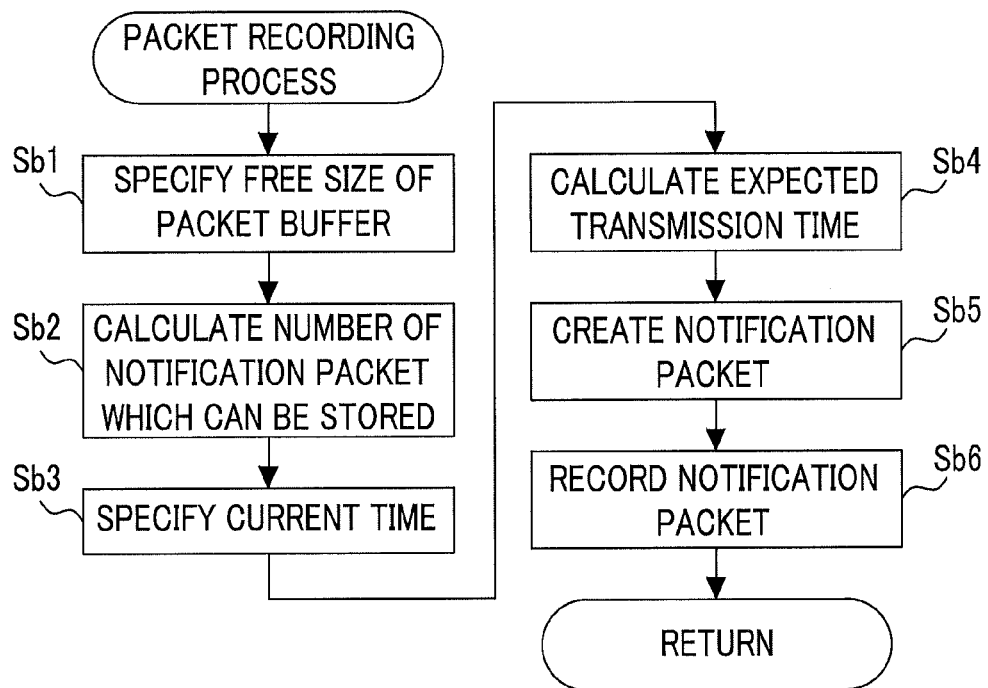 PACKET RECORDING
PROCESS
Sb1
SPECIFY FREE SIZE OF
PACKET BUFFER
Sb2
CALCULATE NUMBER OF
NOTIFICATION PACKET
WHICH CAN BE STORED
Sb3
SPECIFY CURRENT TIME
Sb4
CALCULATE EXPECTED
TRANSMISSION TIME
Sb5
CREATE NOTIFICATION
PACKET
Sb6
RECORD NOTIFICATION
PACKET
RETURN